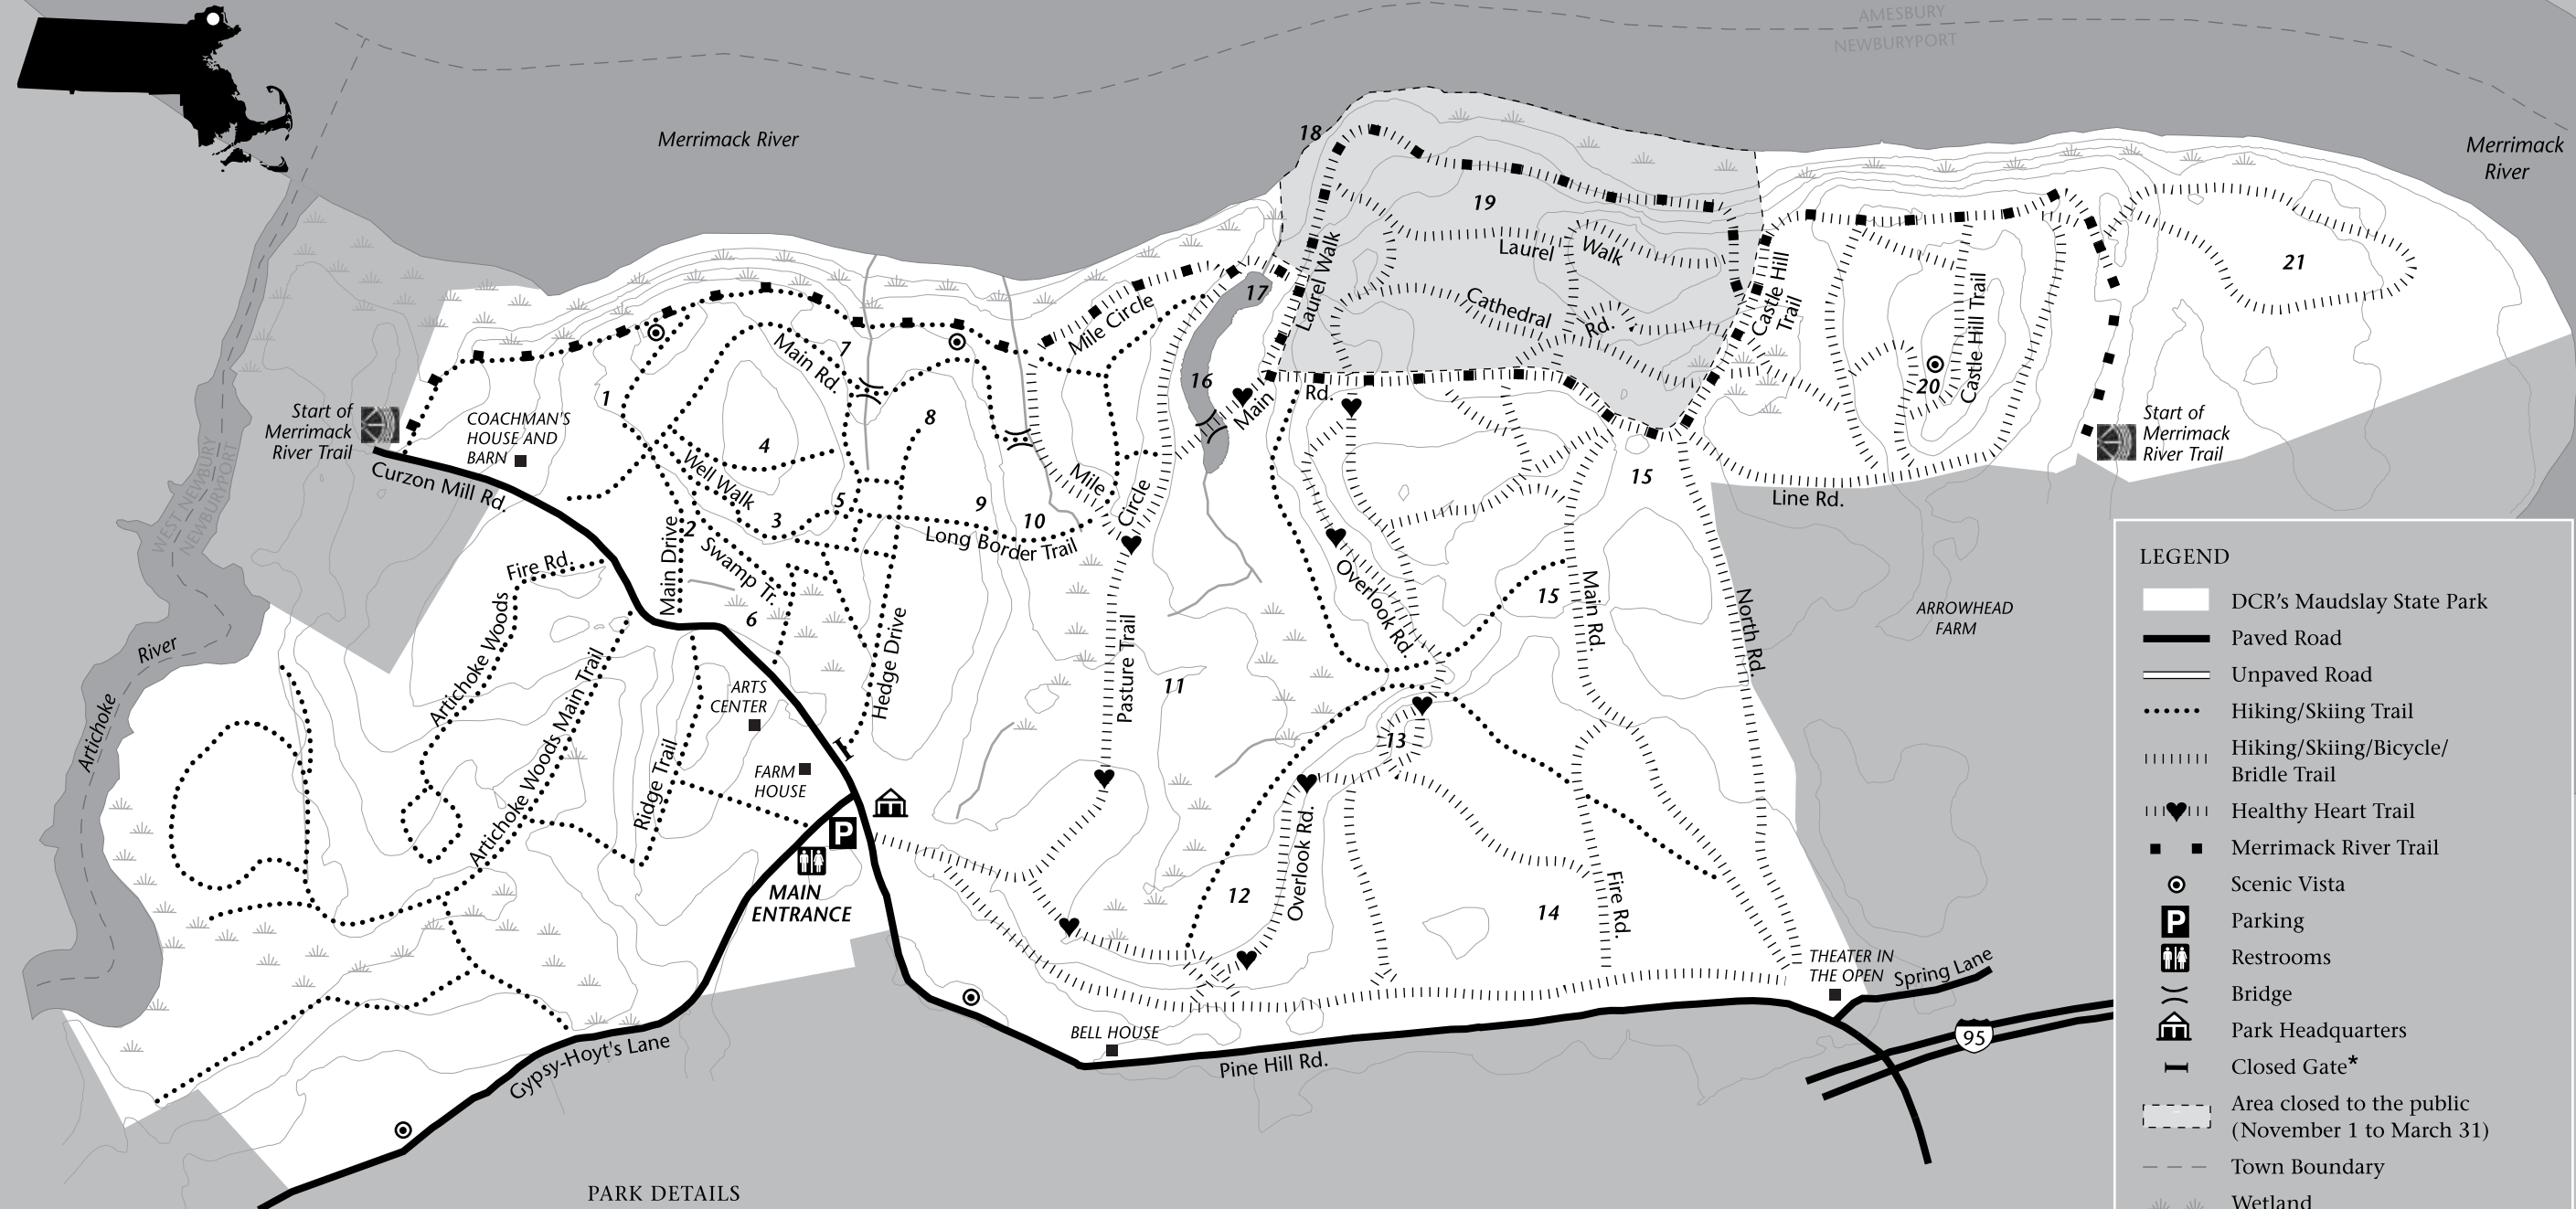 AMESBURY
NEWBURYPORT
Merrimack River
Merrimack
River
18
19
Laurel
Walk
Laurel Walk
21
17
Castle Hill
Trail
Castle Hill Trail
Mile Circle
Cathedral
Rd.
Main Rd.
7
16
Main
Rd.
20
1
Start of
Merrimack
River Trail
COACHMAN'S
HOUSE AND
BARN
8
4
Start of
Merrimack
River Trail
Curzon Mill Rd.
Well Walk
Mile
Circle
15
Line Rd.
WEST NEWBURY
NEWBURYPORT
5
9
10
3
2
Main Drive
Swamp Tr.
Long Border Trail
Fire Rd.
Overlook Rd.
15
Main Rd.
North Rd.
ARROWHEAD
FARM
6
Artichoke Woods
Hedge Drive
Pasture Trail
River
Artichoke
Artichoke Woods Main Trail
11
ARTS
CENTER
Ridge Trail
13
FARM
HOUSE
P
MAIN
ENTRANCE
12
Overlook Rd.
14
Fire Rd.
THEATER IN
THE OPEN
Spring Lane
BELL HOUSE
95
Gypsy-Hoyt's Lane
Pine Hill Rd.
PARK DETAILS
LEGEND
DCR's Maudslay State Park
Paved Road
Unpaved Road
Hiking/Skiing Trail
Hiking/Skiing/Bicycle/
Bridle Trail
Healthy Heart Trail
Merrimack River Trail
Scenic Vista
P Parking
Restrooms
Bridge
Park Headquarters
Closed Gate*
Area closed to the public
(November 1 to March 31)
Town Boundary
Wetland